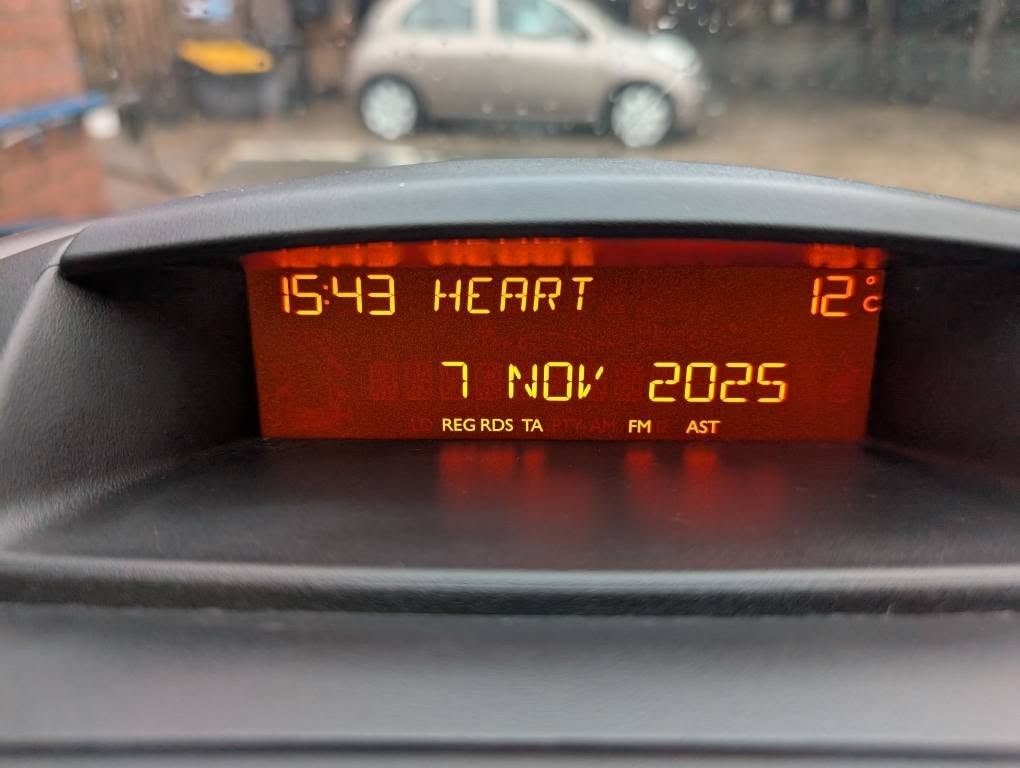 15:43 HEART 12°C
7 NOV 2025
REG RDS TA FM AST